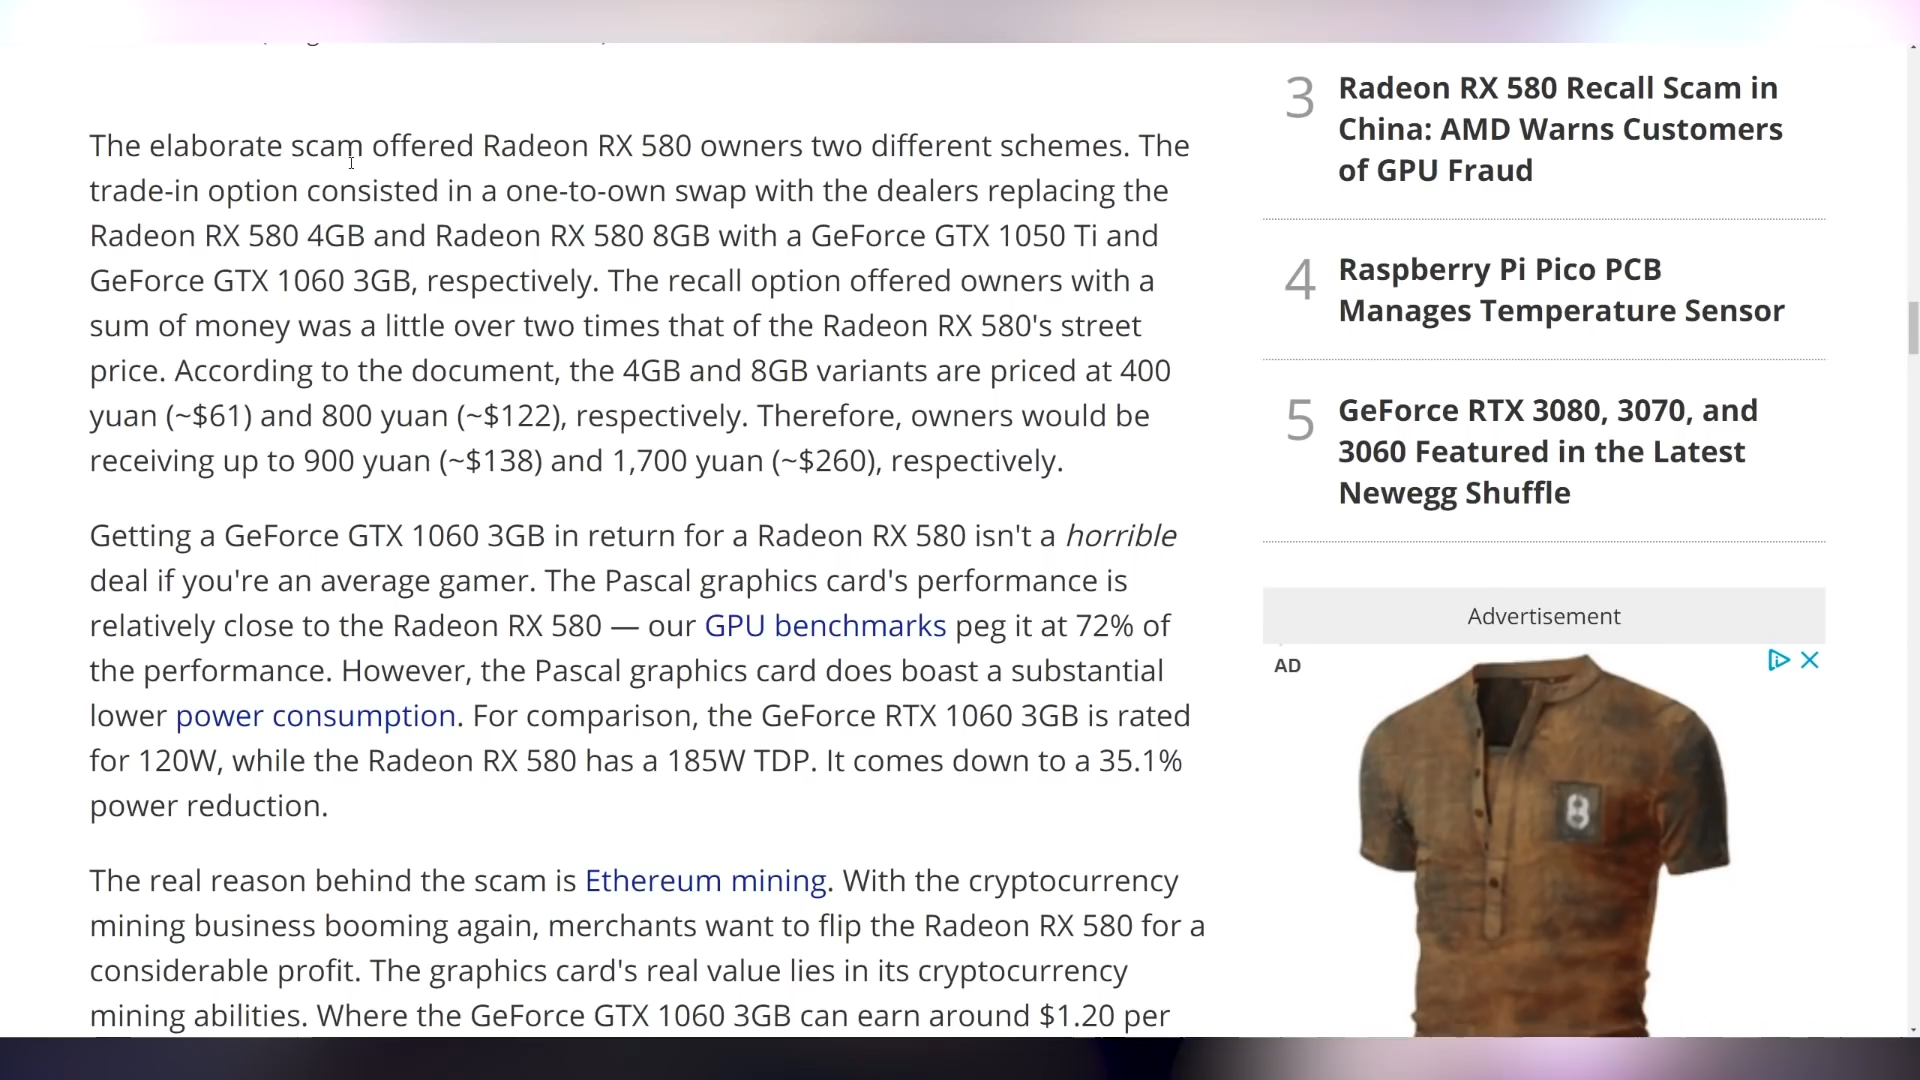 The elaborate scam offered Radeon RX 580 owners two different schemes. The
trade-in option consisted in a one-to-own swap with the dealers replacing the
Radeon RX 580 4GB and Radeon RX 580 8GB with a GeForce GTX 1050 Ti and
GeForce GTX 1060 3GB, respectively. The recall option offered owners with a
sum of money was a little over two times that of the Radeon RX 580's street
price. According to the document, the 4GB and 8GB variants are priced at 400
yuan (~$61) and 800 yuan (~$122), respectively. Therefore, owners would be
receiving up to 900 yuan (~$138) and 1,700 yuan (~$260), respectively.
Getting a GeForce GTX 1060 3GB in return for a Radeon RX 580 isn't a horrible
deal if you're an average gamer. The Pascal graphics card's performance is
relatively close to the Radeon RX 580 — our GPU benchmarks peg it at 72% of
the performance. However, the Pascal graphics card does boast a substantial
lower power consumption. For comparison, the GeForce RTX 1060 3GB is rated
for 120W, while the Radeon RX 580 has a 185W TDP. It comes down to a 35.1%
power reduction.
The real reason behind the scam is Ethereum mining. With the cryptocurrency
mining business booming again, merchants want to flip the Radeon RX 580 for a
considerable profit. The graphics card's real value lies in its cryptocurrency
mining abilities. Where the GeForce GTX 1060 3GB can earn around $1.20 per
3 Radeon RX 580 Recall Scam in
China: AMD Warns Customers
of GPU Fraud
4 Raspberry Pi Pico PCB
Manages Temperature Sensor
5 GeForce RTX 3080, 3070, and
3060 Featured in the Latest
Newegg Shuffle
Advertisement
AD
8